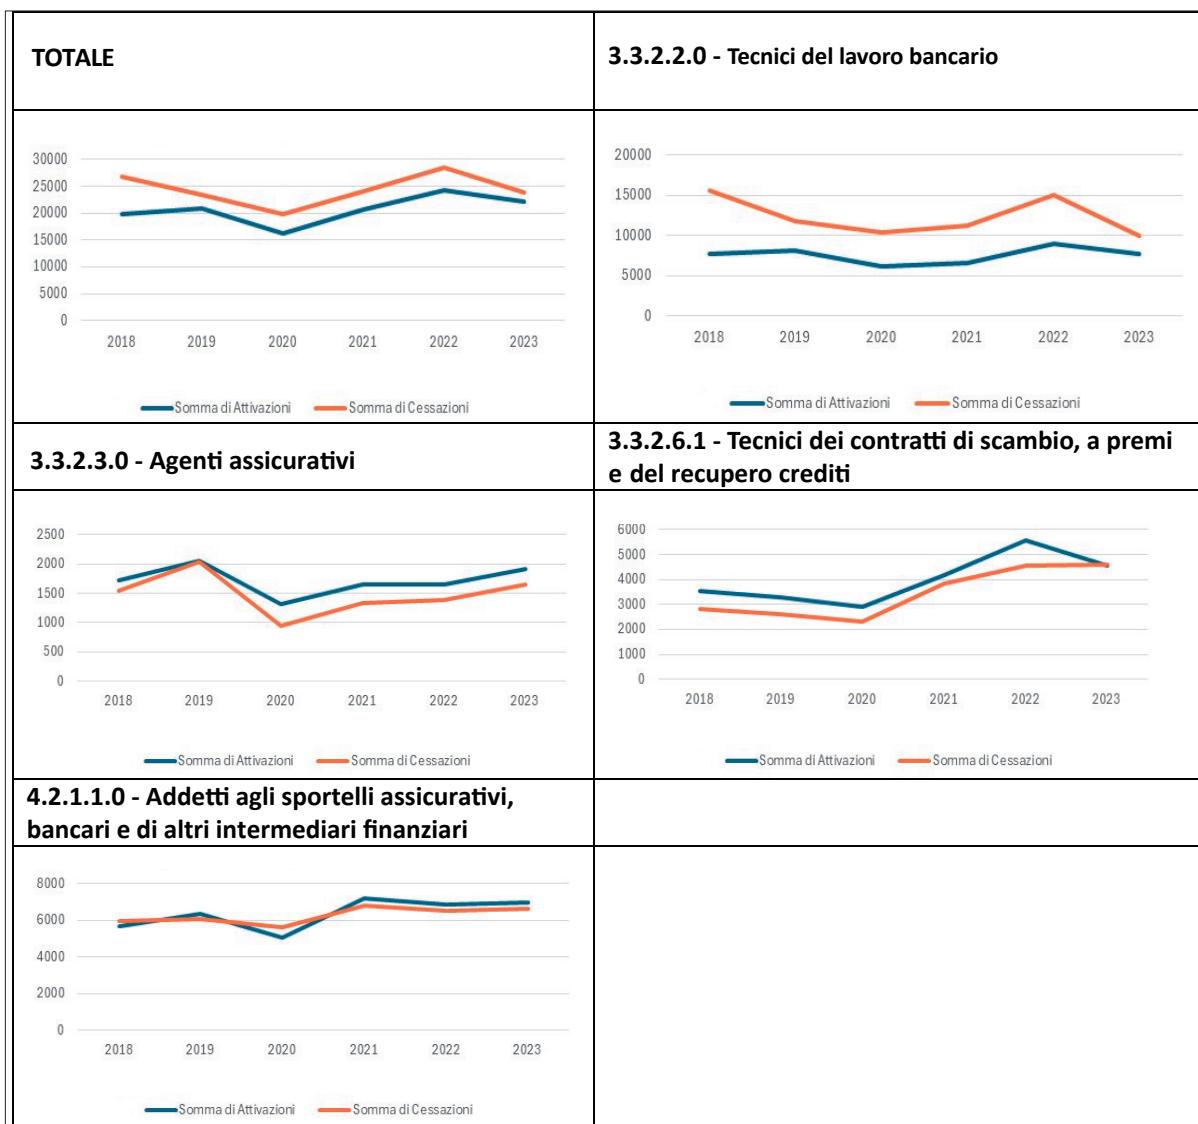 TOTALE
3.3.2.2.0 - Tecnici del lavoro bancario
30000
25000
20000
15000
10000
5000
0
2018 2019 2020 2021 2022 2023
Somma di Attivazioni Somma di Cessazioni
20000
15000
10000
5000
0
2018 2019 2020 2021 2022 2023
Somma di Attivazioni Somma di Cessazioni
3.3.2.3.0 - Agenti assicurativi
3.3.2.6.1 - Tecnici dei contratti di scambio, a premi
e del recupero crediti
2500
2000
1500
1000
500
0
2018 2019 2020 2021 2022 2023
Somma di Attivazioni Somma di Cessazioni
6000
5000
4000
3000
2000
1000
0
2018 2019 2020 2021 2022 2023
Somma di Attivazioni Somma di Cessazioni
4.2.1.1.0 - Addetti agli sportelli assicurativi,
bancari e di altri intermediari finanziari
8000
6000
4000
2000
0
2018 2019 2020 2021 2022 2023
Somma di Attivazioni Somma di Cessazioni